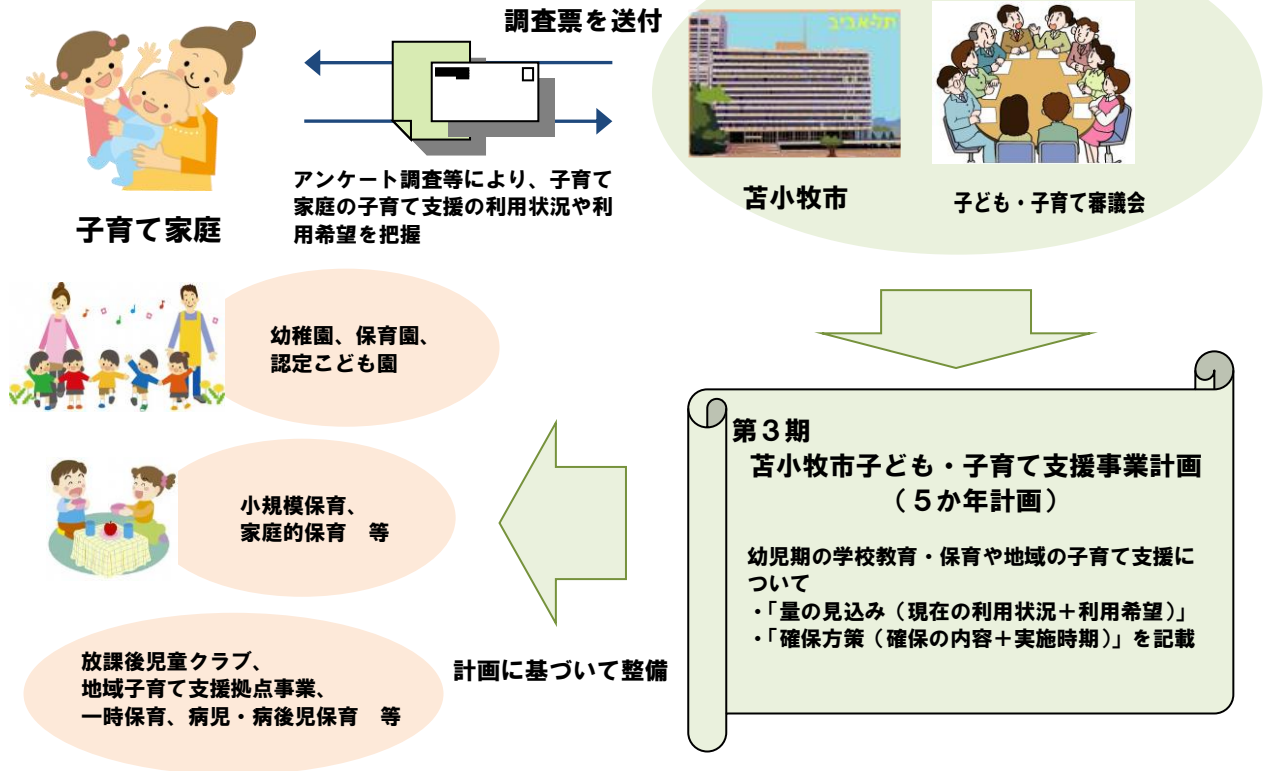 調査票を送付
תל-אביב
アンケート調査等により、子育て
家庭の子育て支援の利用状況や利
用希望を把握
子育て家庭
苫小牧市
子ども・子育て審議会
幼稚園、保育園、
認定こども園
小規模保育、
家庭的保育　等
放課後児童クラブ、
地域子育て支援拠点事業、
一時保育、病児・病後児保育　等
計画に基づいて整備
第３期
苫小牧市子ども・子育て支援事業計画
（５か年計画）
幼児期の学校教育・保育や地域の子育て支援に
ついて
・「量の見込み（現在の利用状況＋利用希望）」
・「確保方策（確保の内容＋実施時期）」を記載